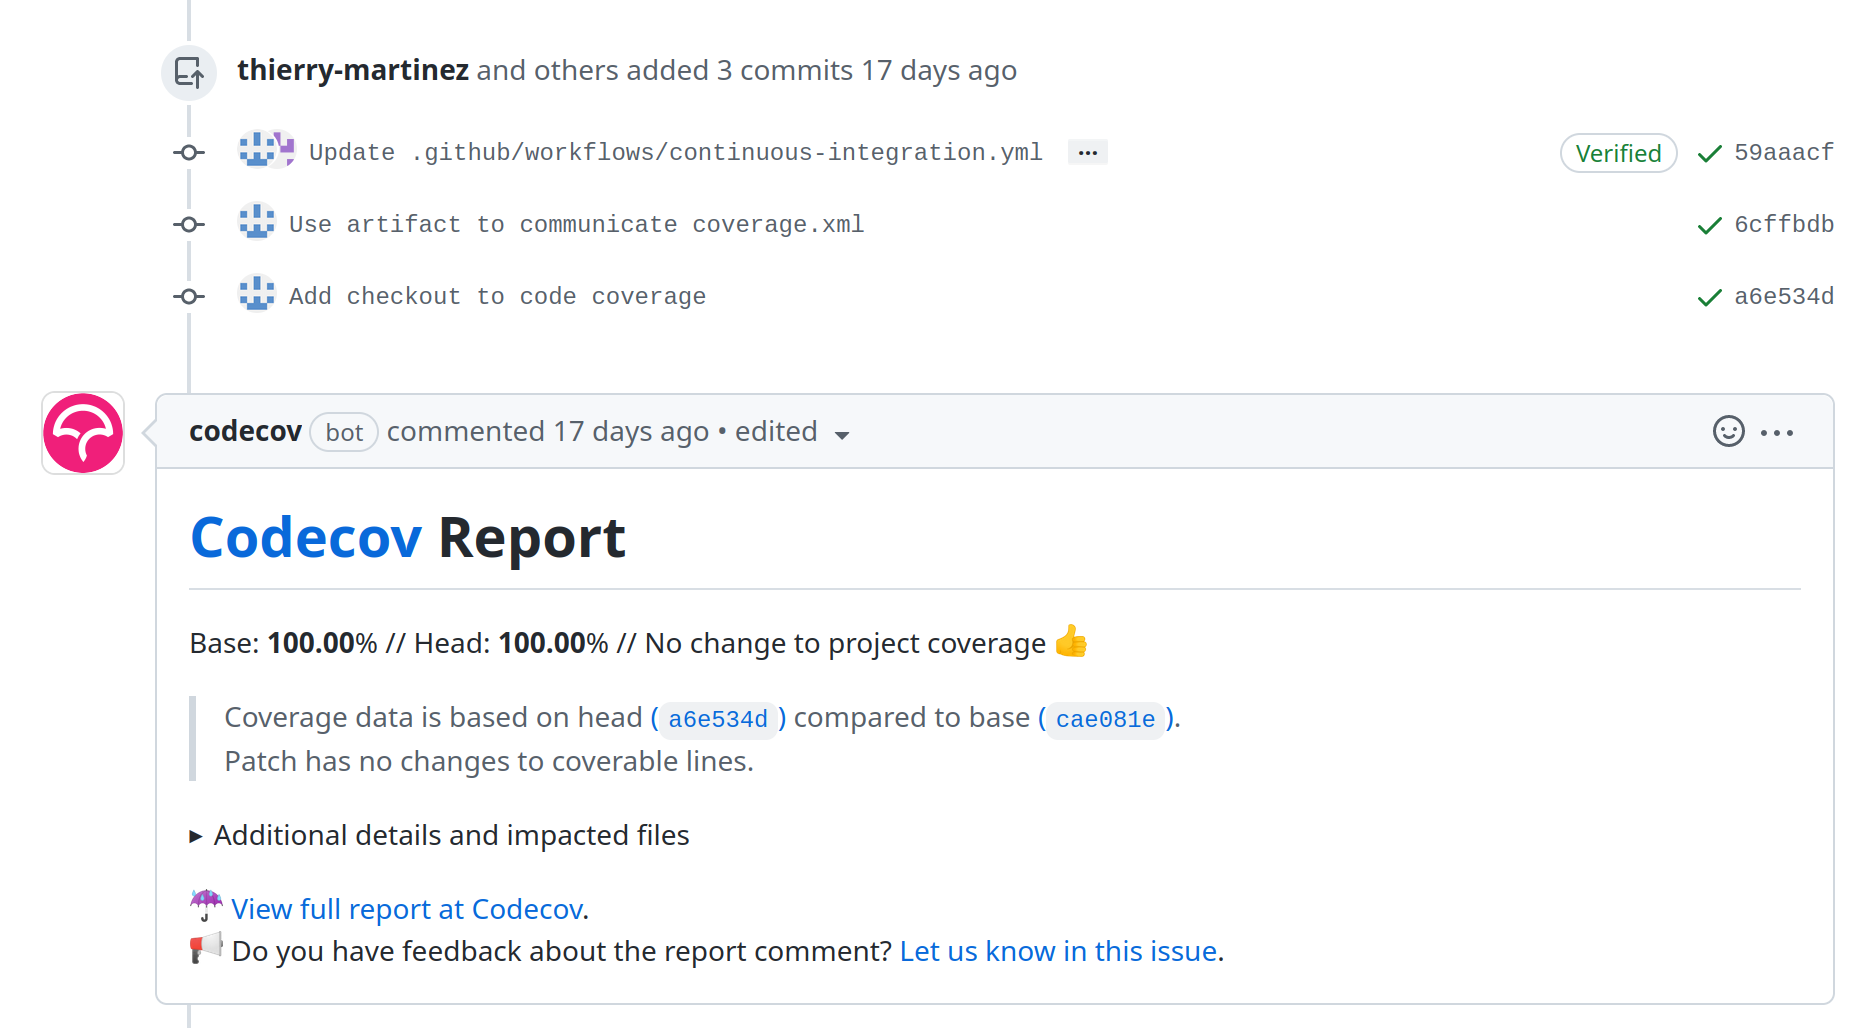 thierry-martinez and others added 3 commits 17 days ago
Update .github/workflows/continuous-integration.yml ... Verified 59aaacf
Use artifact to communicate coverage.xml 6cffbdb
Add checkout to code coverage a6e534d
codecov bot commented 17 days ago • edited
Codecov Report
Base: 100.00% // Head: 100.00% // No change to project coverage 👍
Coverage data is based on head (a6e534d) compared to base (cae081e).
Patch has no changes to coverable lines.
Additional details and impacted files
View full report at Codecov.
Do you have feedback about the report comment? Let us know in this issue.